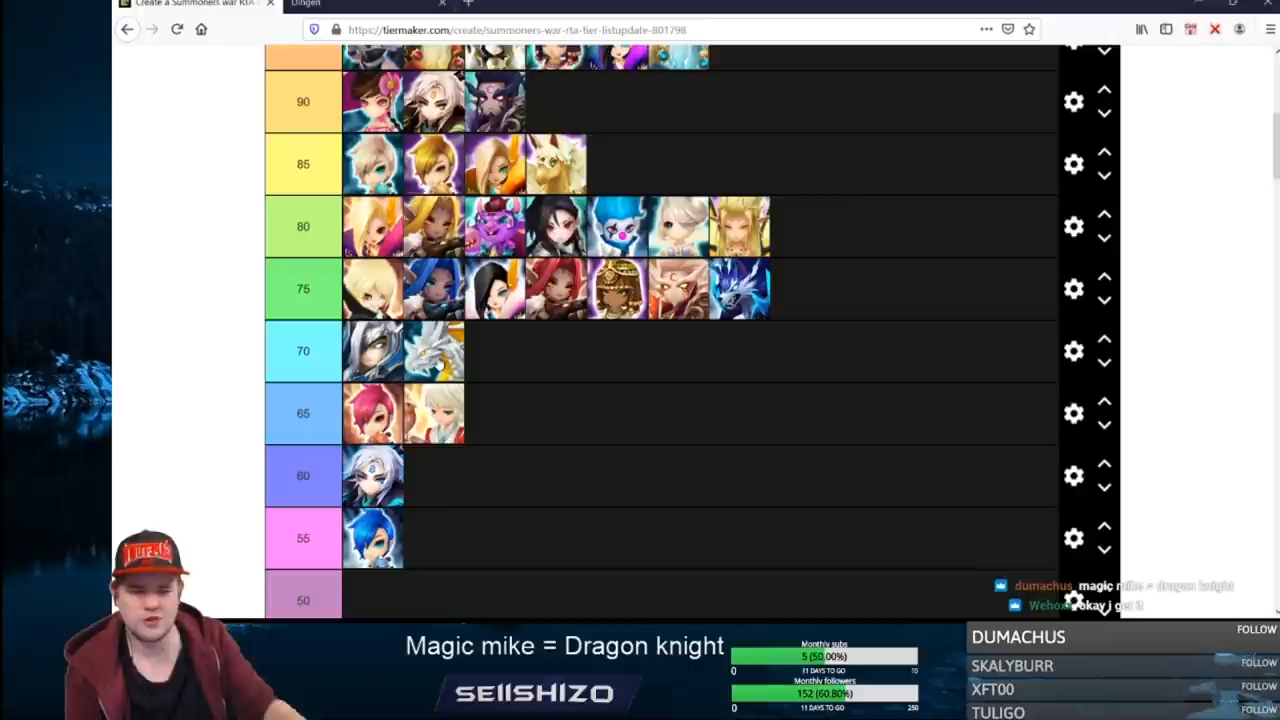 Create a Summoners war RTA
Dingen
https://tiermaker.com/create/summoners-war-rta-tier-listupdate-801798
90
85
80
75
70
65
60
55
50
dumachus magic mike = dragon knight
Wehox okay i get it
Magic mike = Dragon knight
SellSHIZO
Monthly subs
5 (50.00%)
0 11 DAYS TO GO 10
Monthly followers
152 (60.80%)
0 11 DAYS TO GO 250
DUMACHUS FOLLOW
SKALYBURR FOLLOW
XFT00 FOLLOW
TULIGO FOLLOW